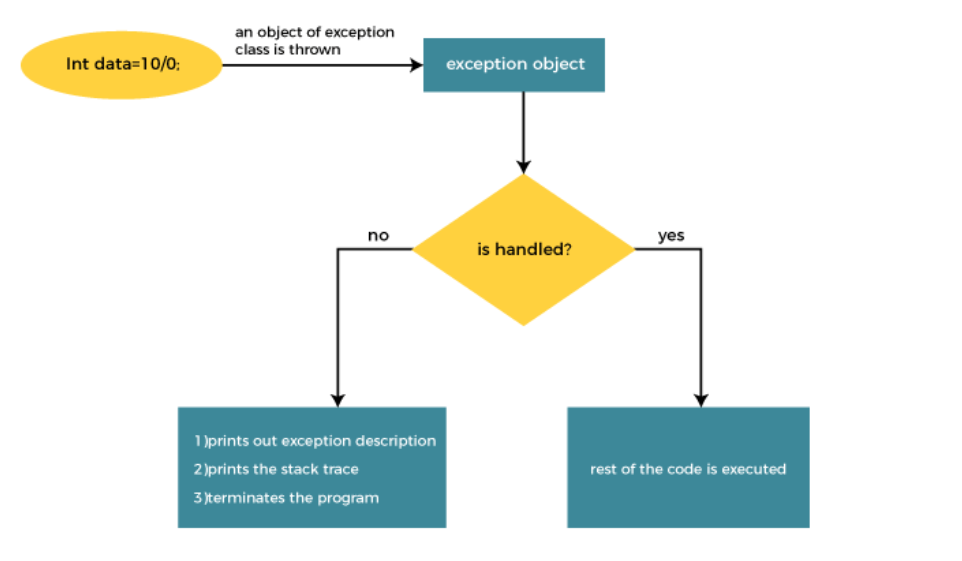 an object of exception
class is thrown
Int data=10/0;
exception object
is handled?
no
yes
1)prints out exception description
2)prints the stack trace
3)terminates the program
rest of the code is executed